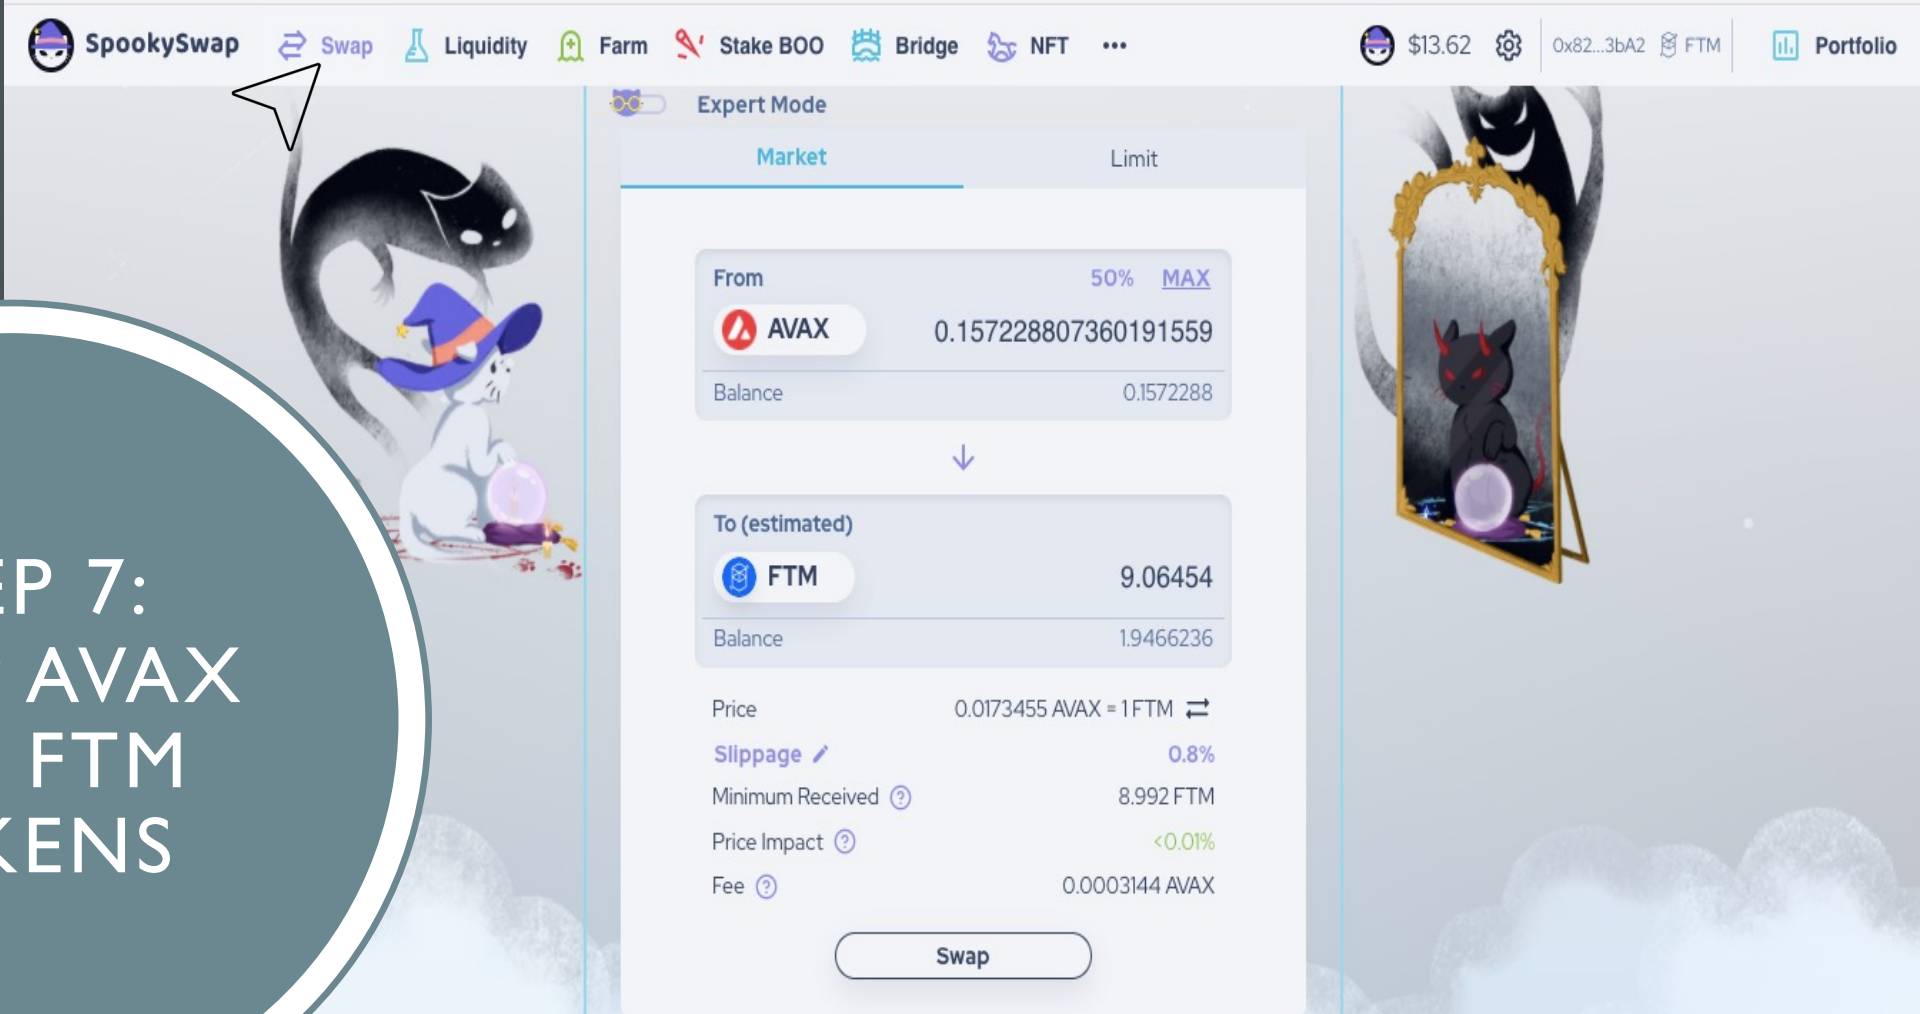 SpookySwap Swap Liquidity Farm Stake BOO Bridge NFT ••• $13.62 0x82...3bA2 FTM Portfolio
Expert Mode
Market Limit
From 50% MAX
AVAX 0.157228807360191559
Balance 0.1572288
To (estimated)
FTM 9.06454
Balance 1.9466236
Price 0.0173455 AVAX = 1 FTM
Slippage 0.8%
Minimum Received ? 8.992 FTM
Price Impact ? <0.01%
Fee ? 0.0003144 AVAX
Swap
EP 7:
AVAX
FTM
KENS